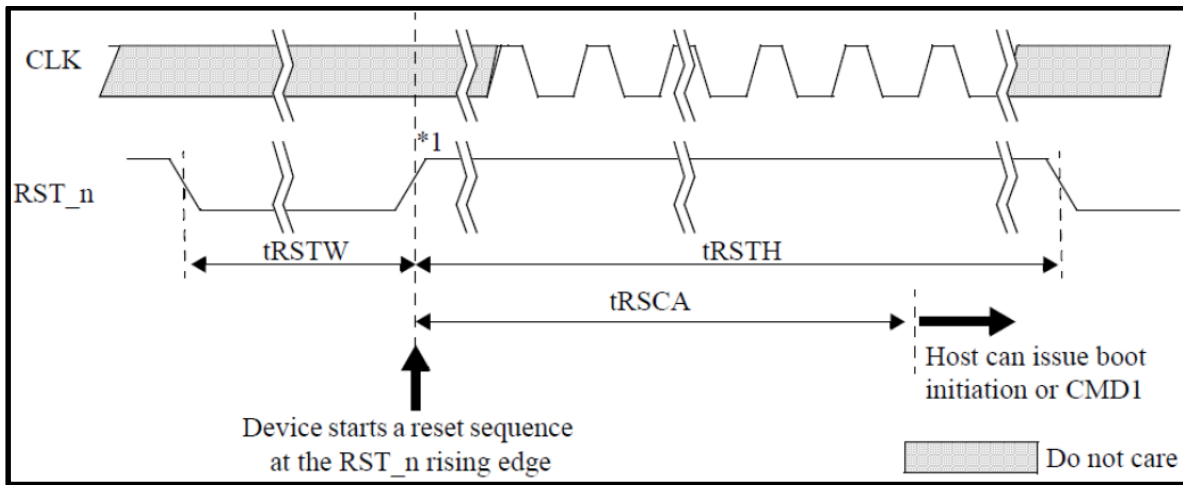 CLK
*1
RST_n
tRSTW
tRSTH
tRSCA
Host can issue boot
initiation or CMD1
Device starts a reset sequence
at the RST_n rising edge
Do not care